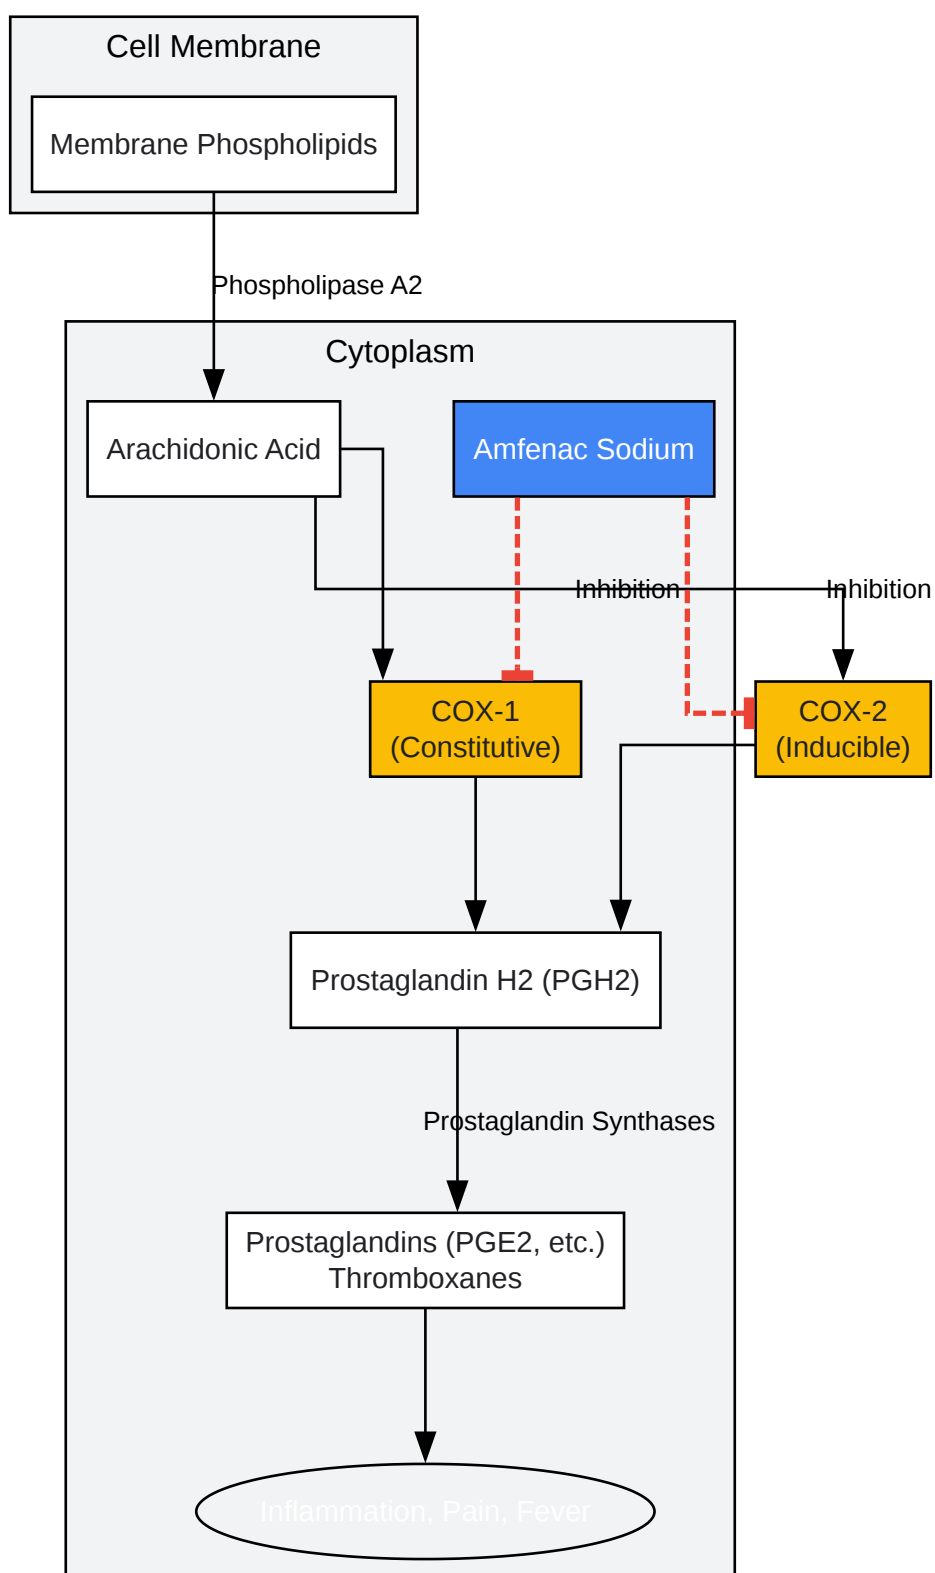 Cell Membrane
Membrane Phospholipids
Phospholipase A2
Cytoplasm
Arachidonic Acid
Amfenac Sodium
Inhibition
Inhibition
COX-1
(Constitutive)
COX-2
(Inducible)
Prostaglandin H2 (PGH2)
Prostaglandin Synthases
Prostaglandins (PGE2, etc.)
Thromboxanes
Inflammation, Pain, Fever